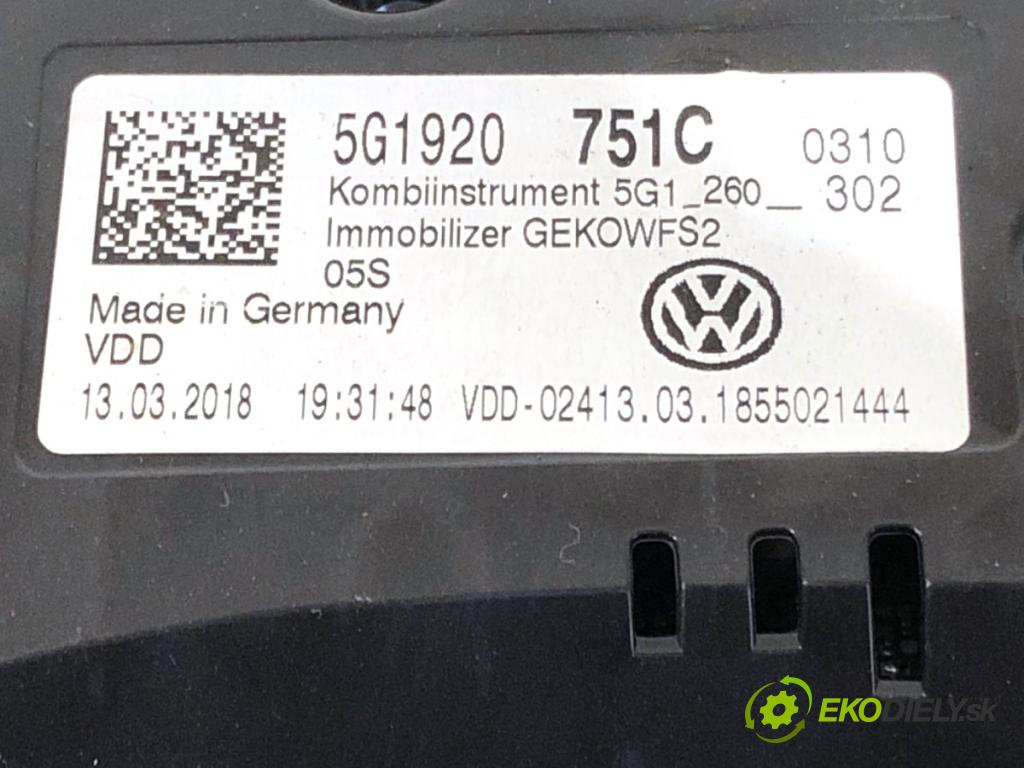 5G1920 751C 0310
Kombiinstrument 5G1_260__ 302
Immobilizer GEKOWFS2
05S
Made in Germany
VDD
13.03.2018 19:31:48 VDD-02413.03.1855021444
EKODIELY.sk